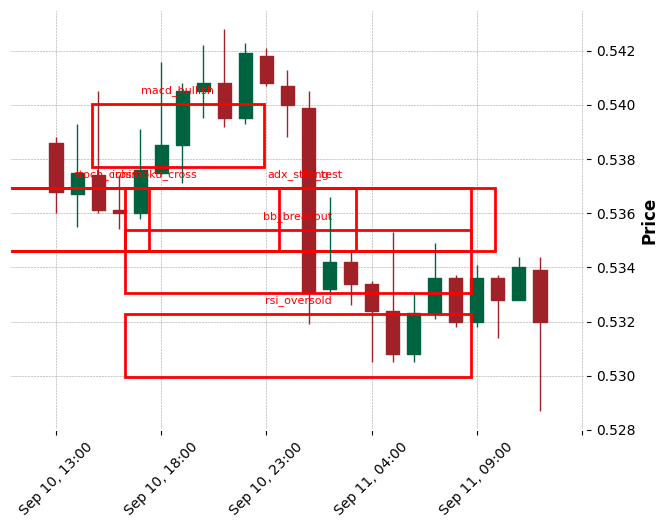 macd_bullish
bb_breakout
rsi_oversold
0.542
0.540
0.538
0.536
0.534
0.532
0.530
0.528
Price
Sep 10, 13:00
Sep 10, 18:00
Sep 10, 23:00
Sep 11, 04:00
Sep 11, 09:00